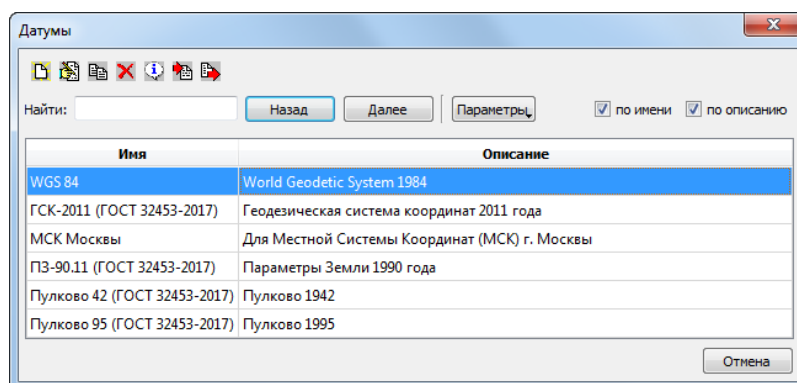 Датумы
Найти: Назад Далее Параметры по имени по описанию
Имя Описание
WGS 84 World Geodetic System 1984
ГСК-2011 (ГОСТ 32453-2017) Геодезическая система координат 2011 года
МСК Москвы Для Местной Системы Координат (МСК) г. Москвы
ПЗ-90.11 (ГОСТ 32453-2017) Параметры Земли 1990 года
Пулково 42 (ГОСТ 32453-2017) Пулково 1942
Пулково 95 (ГОСТ 32453-2017) Пулково 1995
Отмена